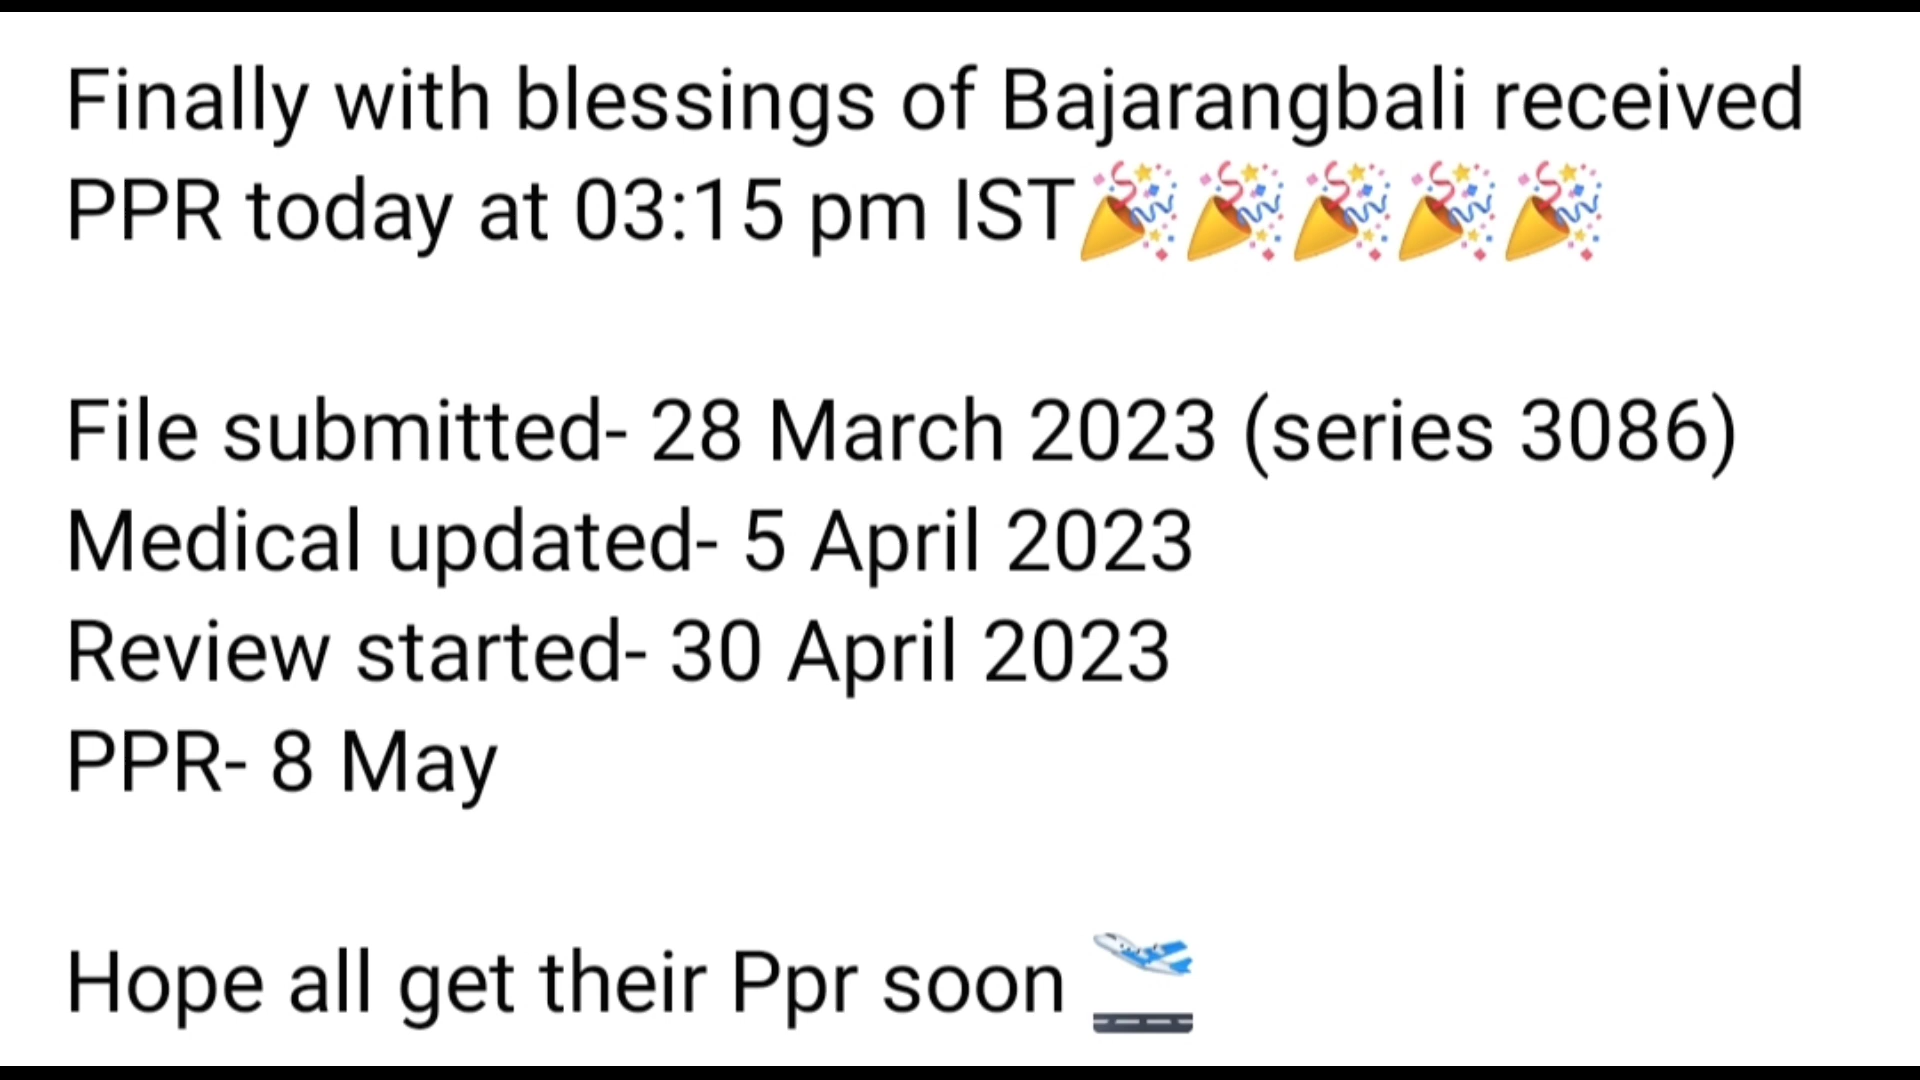 Finally with blessings of Bajarangbali received
PPR today at 03:15 pm IST🎉🎉🎉🎉🎉
File submitted- 28 March 2023 (series 3086)
Medical updated- 5 April 2023
Review started- 30 April 2023
PPR- 8 May
Hope all get their Ppr soon 🛫